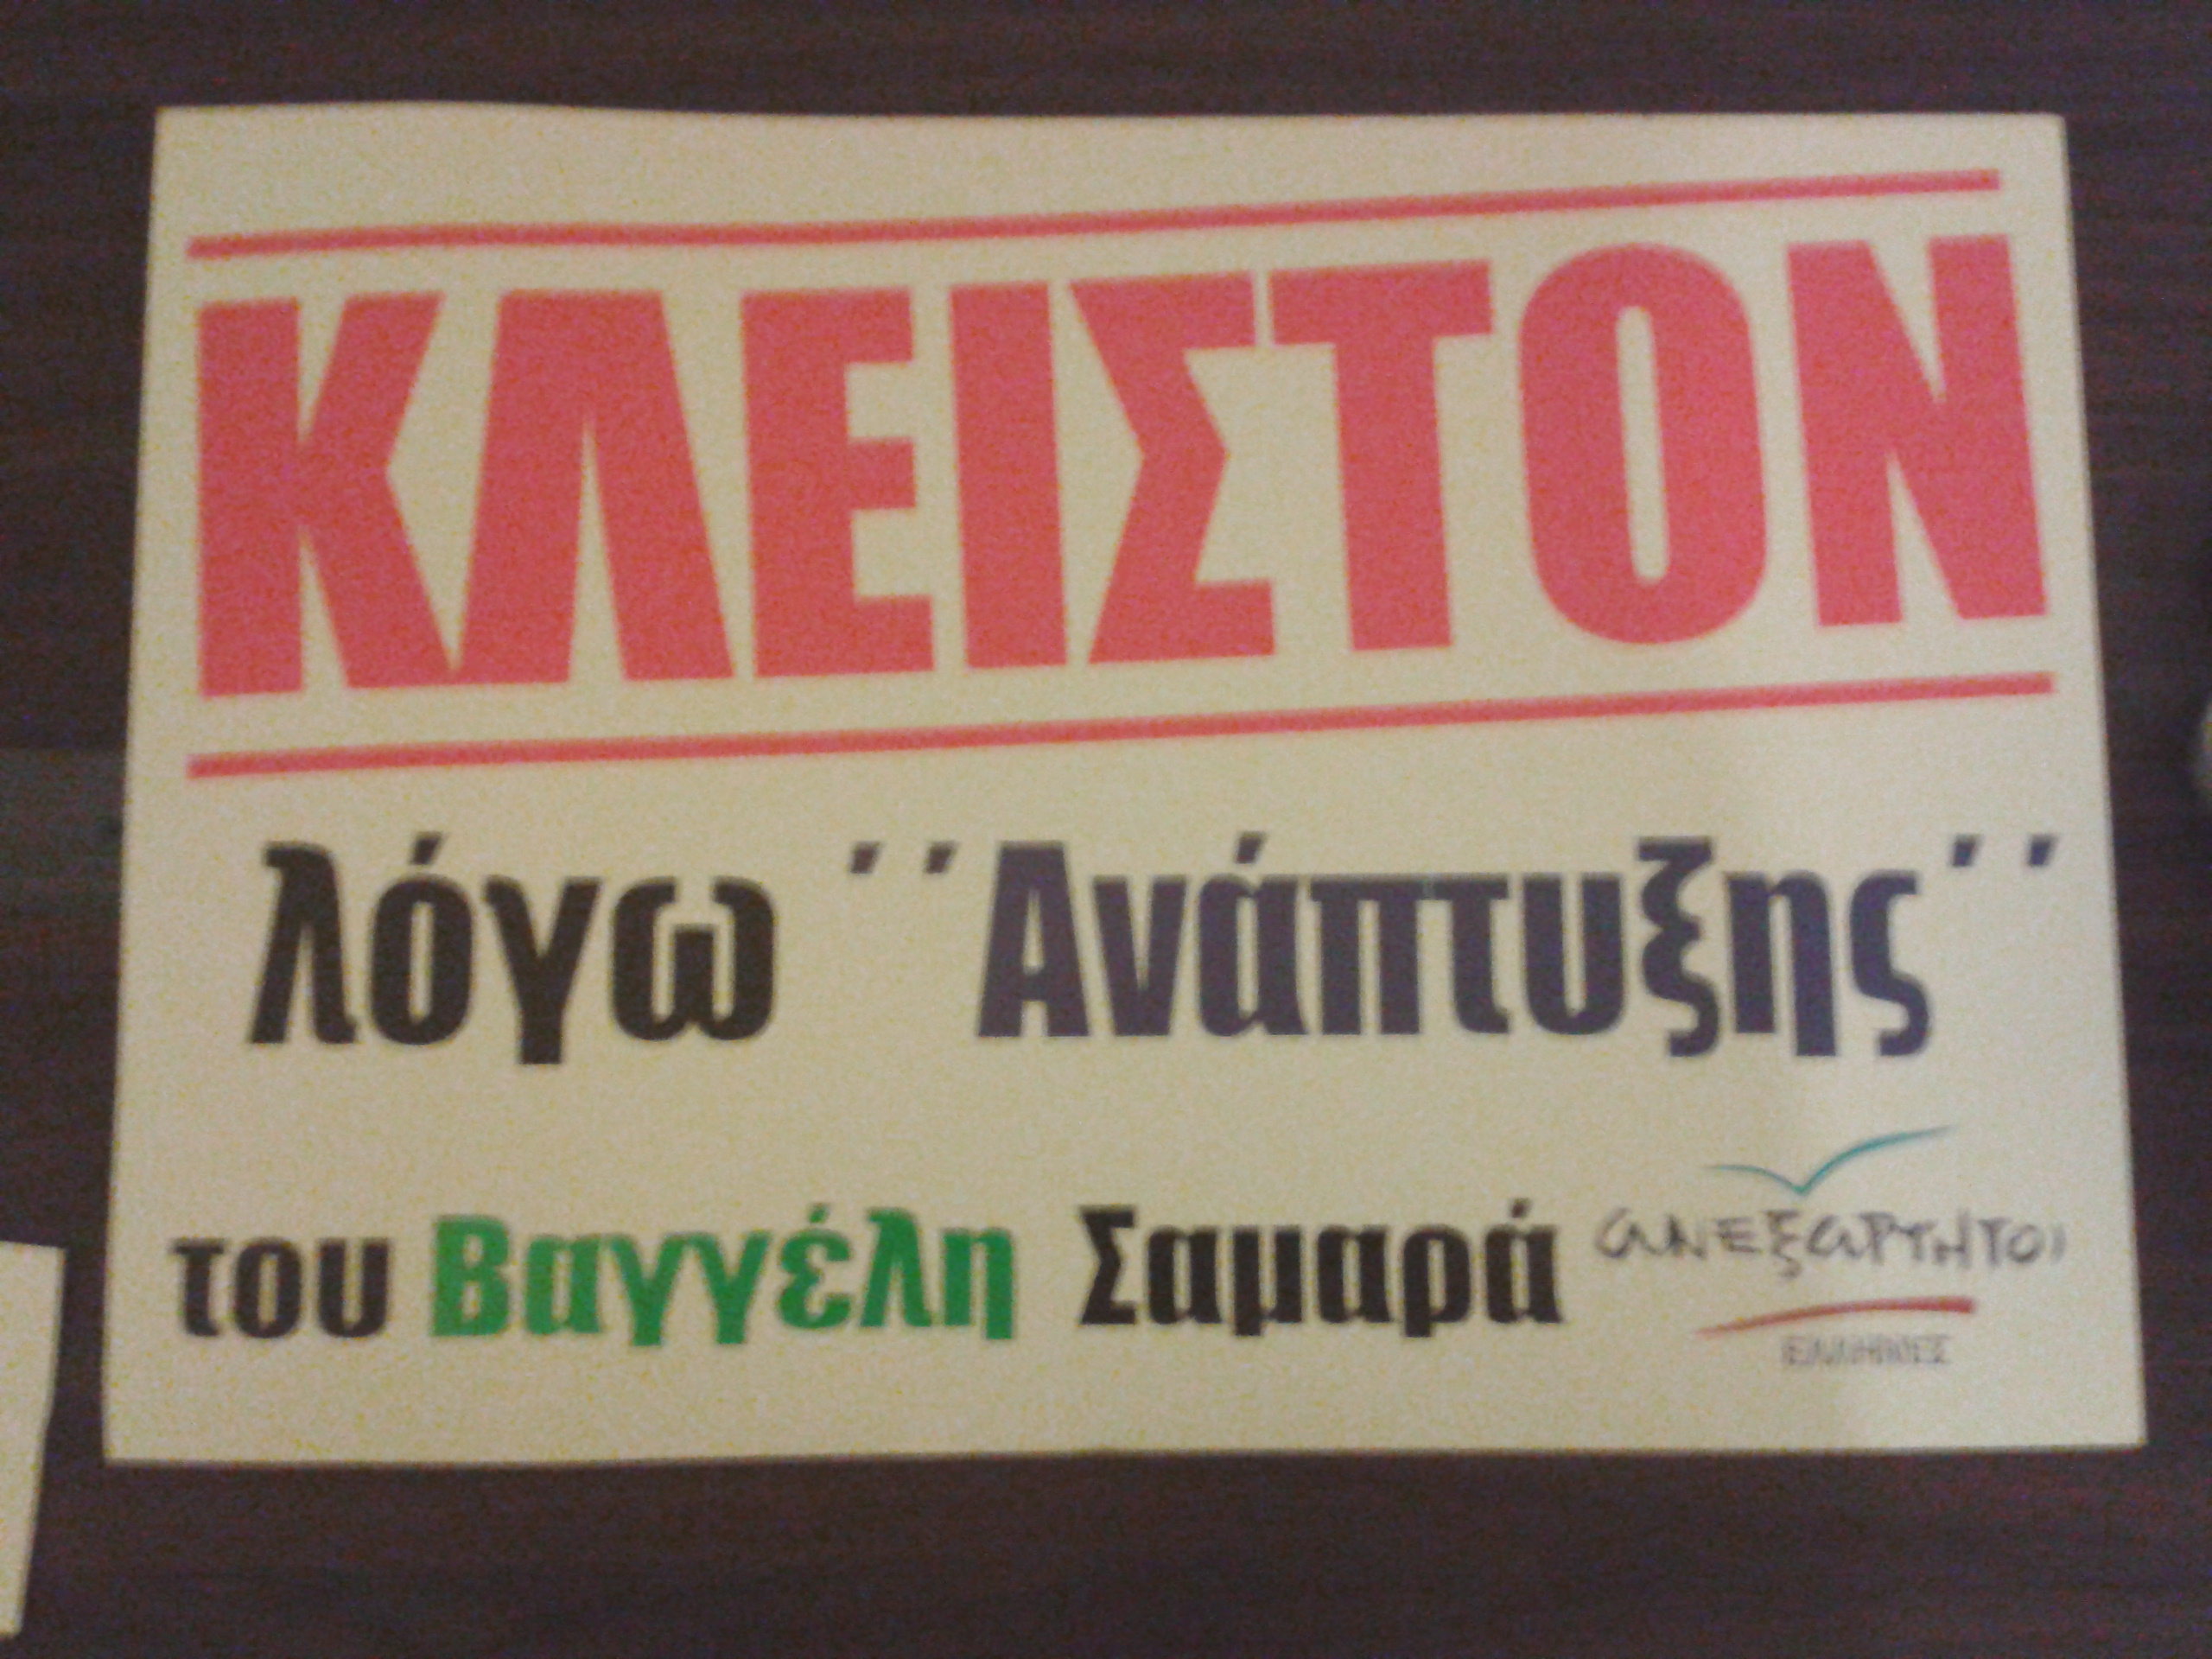 ΚΛΕΙΣΤΟΝ
λόγω ΄΄Ανάπτυξης΄΄
του Βαγγέλη Σαμαρά
ανεξαρτητοι
ΕΛΛΗΝΕΣ